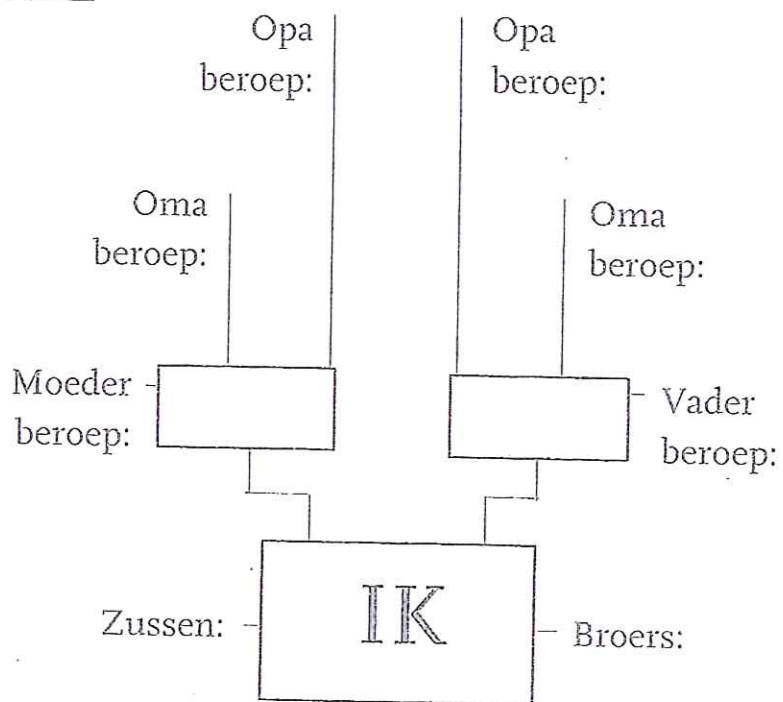 Opa
beroep:
Opa
beroep:
Oma
beroep:
Oma
beroep:
Moeder
beroep:
Vader
beroep:
Zussen:
IK
Broers: